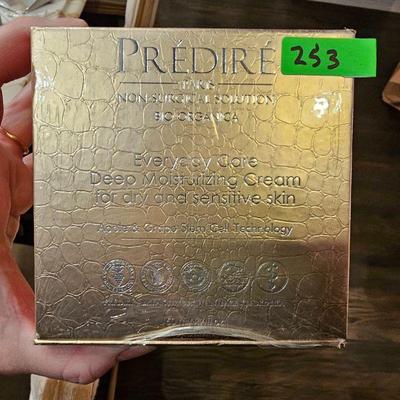 PRÉDIRÉ
253
PARIS
NON-SURGICAL SOLUTION
BIO-ORGANICA
Everyday Care
Deep Moisturizing Cream
for dry and sensitive skin
Apple & Grape Stem Cell Technology